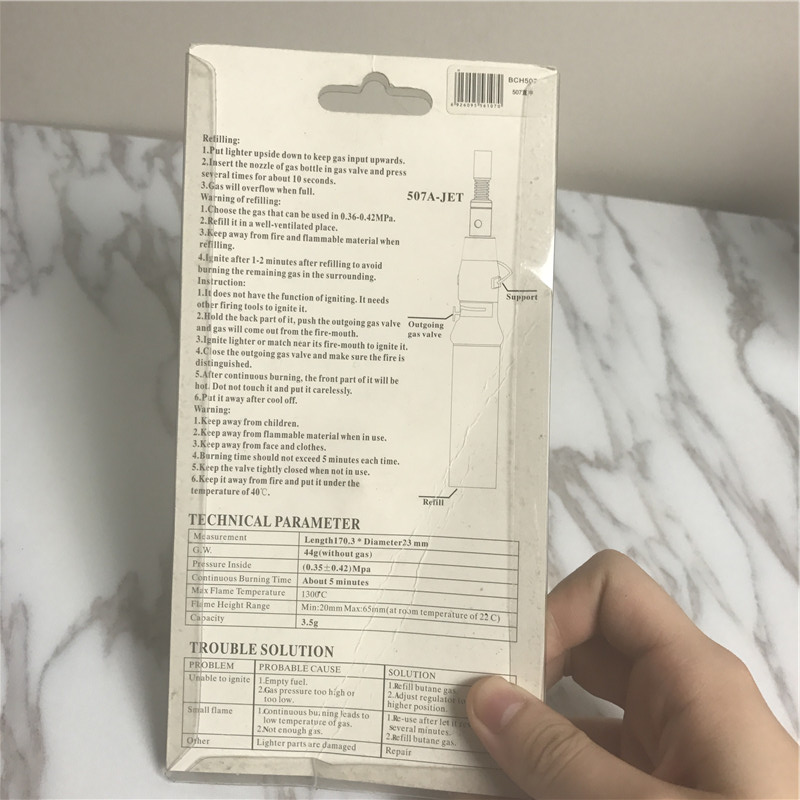 BCH507
Refilling:
1.Put lighter upside down to keep gas input upwards.
2.Insert the nozzle of gas bottle in gas valve and press
several times for about 10 seconds.
3.Gas will overflow when full.
Warning of refilling:
1.Choose the gas that can be used in 0.36-0.42MPa.
2.Refill it in a well-ventilated place.
3.Keep away from fire and flammable material when
refilling.
4.Ignite after 1-2 minutes after refilling to avoid
burning the remaining gas in the surrounding.
Instruction:
1.It does not have the function of igniting. It needs
other firing tools to ignite it.
2.Hold the back part of it, push the outgoing gas valve
and gas will come out from the fire-mouth.
3.Ignite lighter or match near its fire-mouth to ignite it.
4.Close the outgoing gas valve and make sure the fire is
distinguished.
5.After continuous burning, the front part of it will be
hot. Dot not touch it and put it carelessly.
6.Put it away after cool off.
Warning:
1.Keep away from children.
2.Keep away from flammable material when in use.
3.Keep away from face and clothes.
4.Burning time should not exceed 5 minutes each time.
5.Keep the valve tightly closed when not in use.
6.Keep it away from fire and put it under the
temperature of 40℃.
507A-JET
Support
Outgoing
gas valve
Refill
TECHNICAL PARAMETER
Measurement Length170.3 * Diameter23 mm
G.W. 44g(without gas)
Pressure Inside (0.35±0.42)Mpa
Continuous Burning Time About 5 minutes
Max Flame Temperature 1300℃
Flame Height Range Min:20mm Max:65mm(at room temperature of 22℃)
Capacity 3.5g
TROUBLE SOLUTION
PROBLEM PROBABLE CAUSE SOLUTION
Unable to ignite 1.Empty fuel. 1.Refill butane gas
2.Gas pressure too high or 2.Adjust regulator to
too low. higher position.
Small flame 1.Continuous burning leads to 1.Re-use after let it
low temperature of gas. several minutes.
2.Not enough gas. 2.Refill butane gas.
Other Lighter parts are damaged Repair